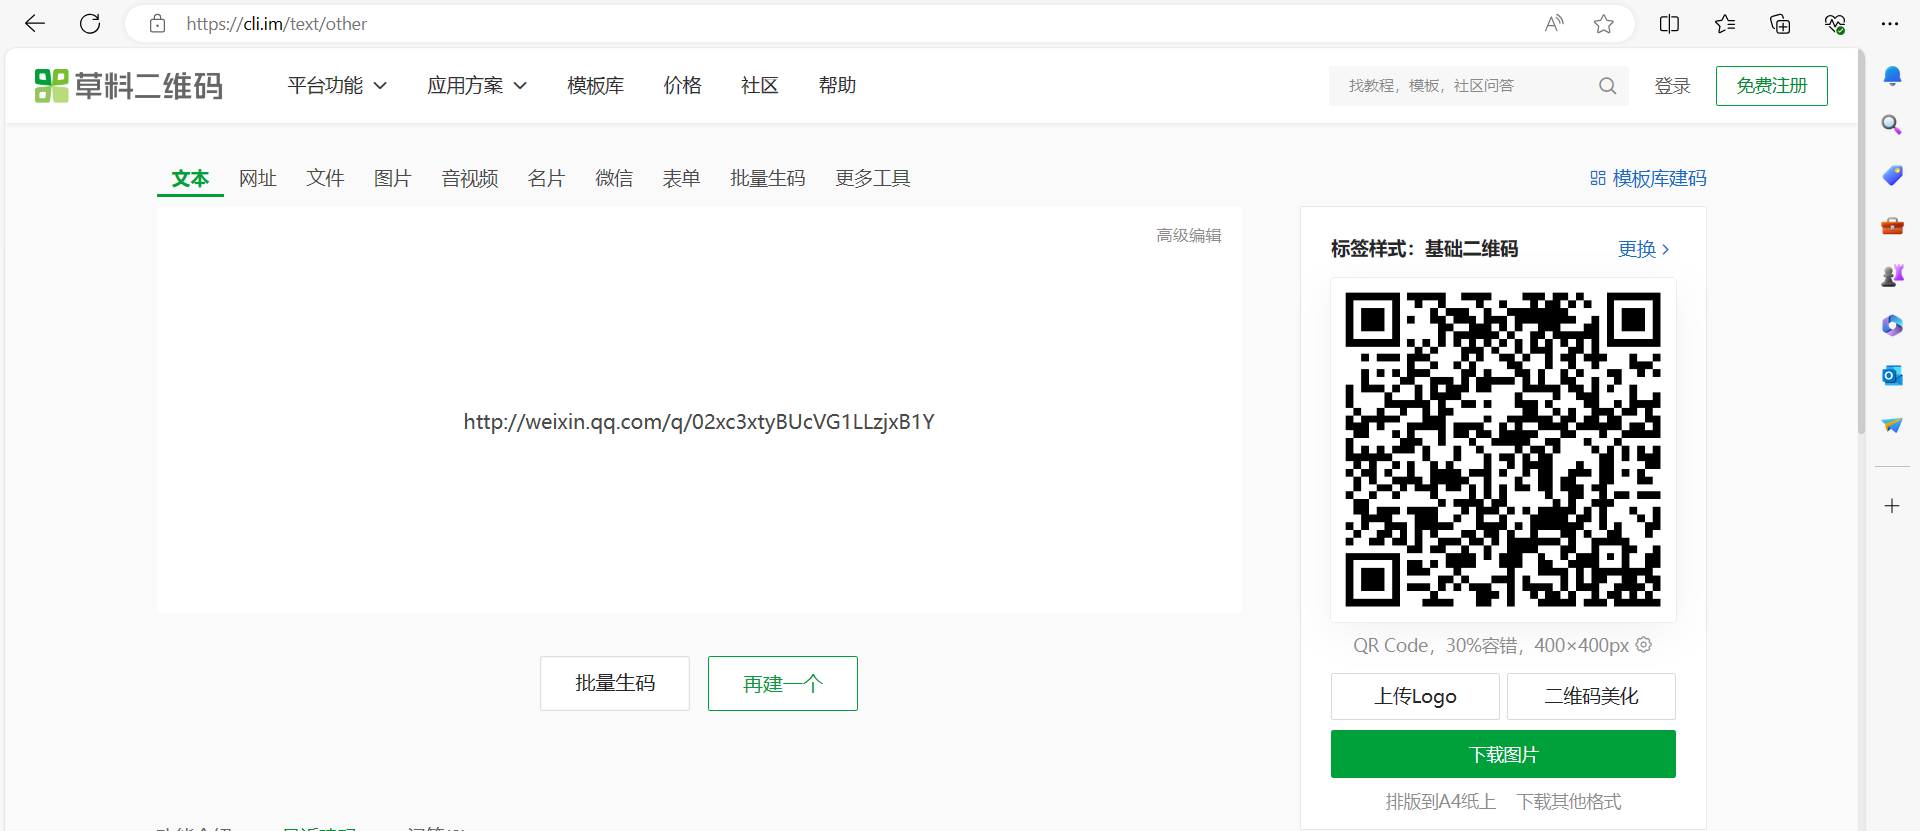 https://cli.im/text/other
草料二维码 平台功能 应用方案 模板库 价格 社区 帮助 找教程，模板，社区问答 登录 免费注册
文本 网址 文件 图片 音视频 名片 微信 表单 批量生码 更多工具 模板库建码
高级编辑
标签样式：基础二维码 更换 >
http://weixin.qq.com/q/02xc3xtyBUcVG1LLzjxB1Y
QR Code，30%容错，400×400px
批量生码 再建一个
上传Logo 二维码美化
下载图片
排版到A4纸上 下载其他格式